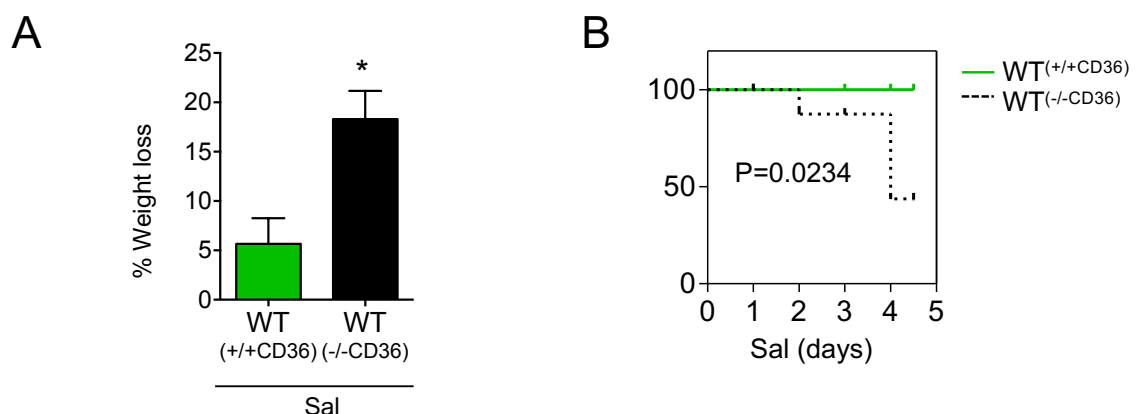 A
% Weight loss
25
20
15
10
5
0
*
WT WT
(+/+CD36) (-/-CD36)
Sal
B
100
50
0
P=0.0234
0 1 2 3 4 5
Sal (days)
WT(+/+CD36)
WT(-/-CD36)